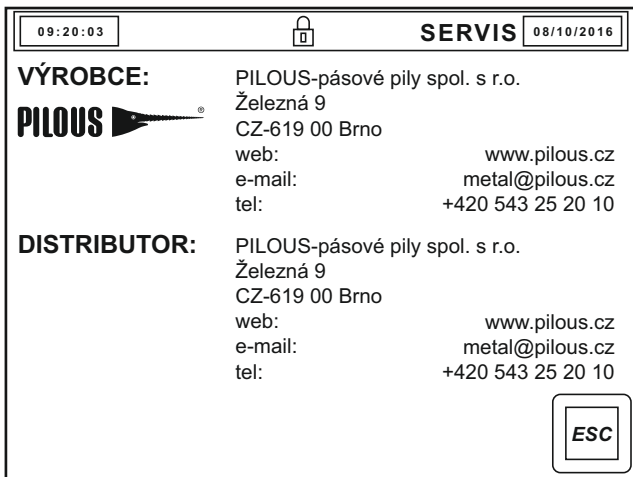 09:20:03 SERVIS 08/10/2016
VÝROBCE: PILOUS-pásové pily spol. s r.o.
PILOUS ® Železná 9
CZ-619 00 Brno
web: www.pilous.cz
e-mail: metal@pilous.cz
tel: +420 543 25 20 10
DISTRIBUTOR: PILOUS-pásové pily spol. s r.o.
Železná 9
CZ-619 00 Brno
web: www.pilous.cz
e-mail: metal@pilous.cz
tel: +420 543 25 20 10
ESC